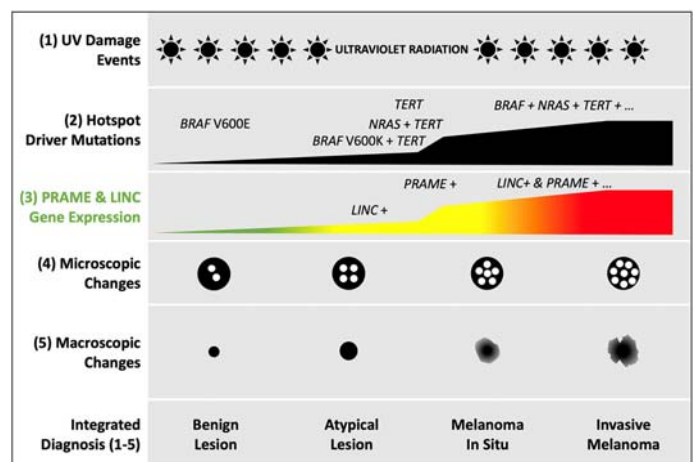 (1) UV Damage
Events
ULTRAVIOLET RADIATION
(2) Hotspot
Driver Mutations
BRAF V600E
TERT
NRAS + TERT
BRAF V600K + TERT
BRAF + NRAS + TERT + ...
(3) PRAME & LINC
Gene Expression
LINC +
PRAME +
LINC+ & PRAME + ...
(4) Microscopic
Changes
(5) Macroscopic
Changes
Integrated
Diagnosis (1-5)
Benign
Lesion
Atypical
Lesion
Melanoma
In Situ
Invasive
Melanoma